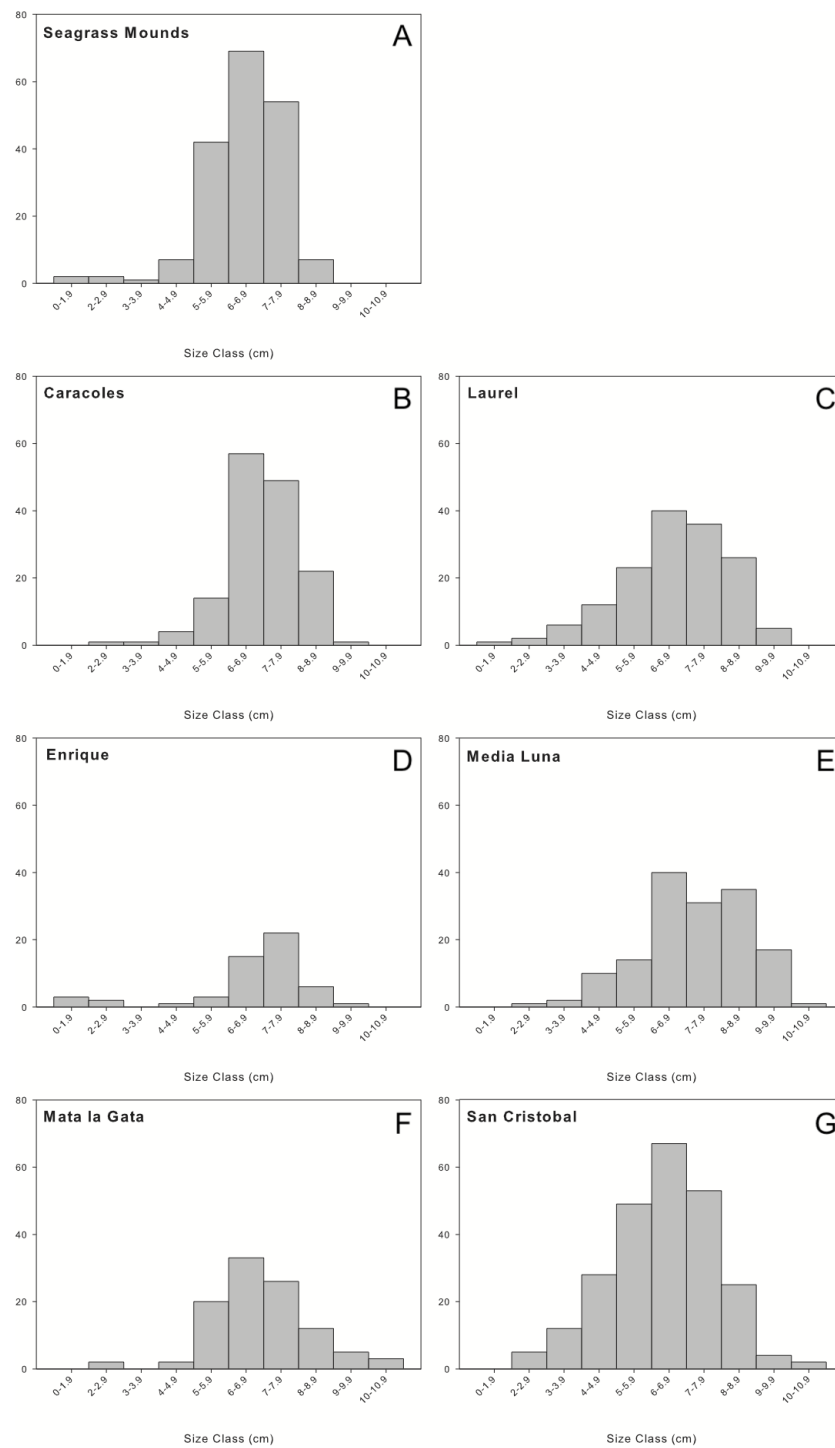 80
Seagrass Mounds
A
60
40
20
0
0-1.9 2-2.9 3-3.9 4-4.9 5-5.9 6-6.9 7-7.9 8-8.9 9-9.9 10-10.9
Size Class (cm)
80
Caracoles
B
60
40
20
0
0-1.9 2-2.9 3-3.9 4-4.9 5-5.9 6-6.9 7-7.9 8-8.9 9-9.9 10-10.9
Size Class (cm)
80
Laurel
C
60
40
20
0
0-1.9 2-2.9 3-3.9 4-4.9 5-5.9 6-6.9 7-7.9 8-8.9 9-9.9 10-10.9
Size Class (cm)
80
Enrique
D
60
40
20
0
0-1.9 2-2.9 3-3.9 4-4.9 5-5.9 6-6.9 7-7.9 8-8.9 9-9.9 10-10.9
Size Class (cm)
80
Media Luna
E
60
40
20
0
0-1.9 2-2.9 3-3.9 4-4.9 5-5.9 6-6.9 7-7.9 8-8.9 9-9.9 10-10.9
Size Class (cm)
80
Mata la Gata
F
60
40
20
0
0-1.9 2-2.9 3-3.9 4-4.9 5-5.9 6-6.9 7-7.9 8-8.9 9-9.9 10-10.9
Size Class (cm)
80
San Cristobal
G
60
40
20
0
0-1.9 2-2.9 3-3.9 4-4.9 5-5.9 6-6.9 7-7.9 8-8.9 9-9.9 10-10.9
Size Class (cm)